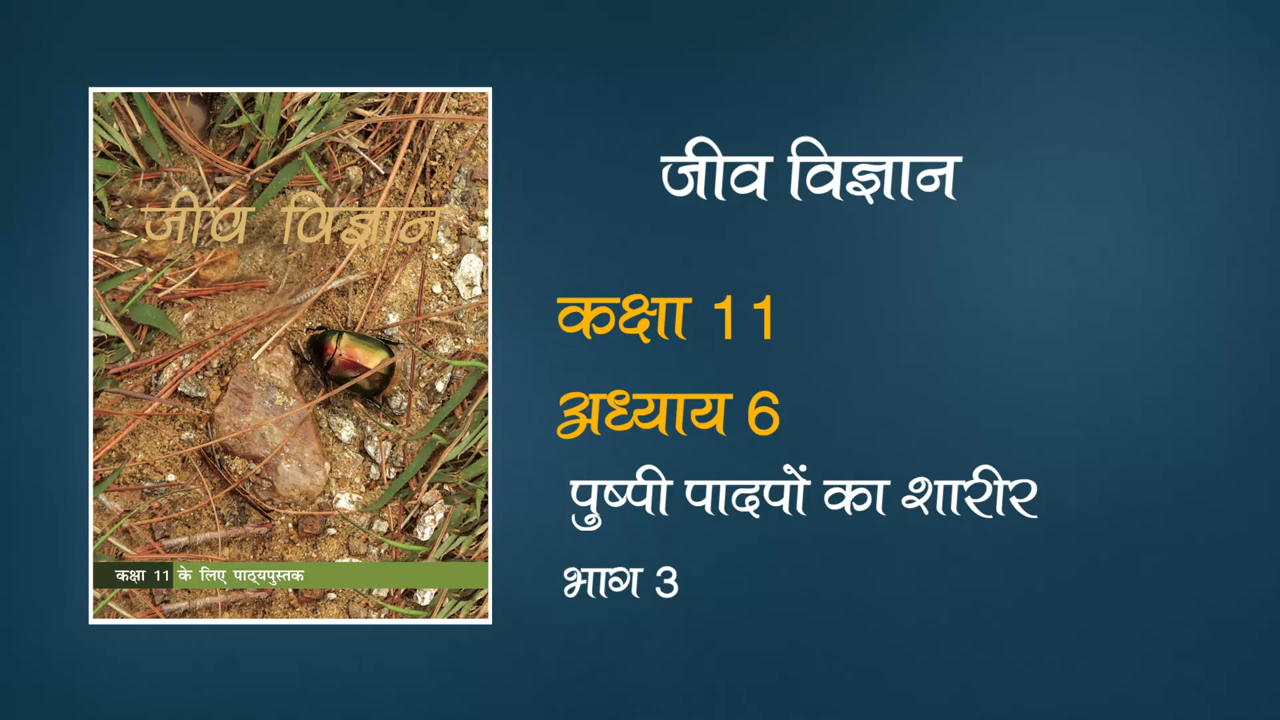 जीव विज्ञान
कक्षा 11 के लिए पाठ्यपुस्तक
जीव विज्ञान
कक्षा 11
अध्याय 6
पुष्पी पादपों का शारीर
भाग 3